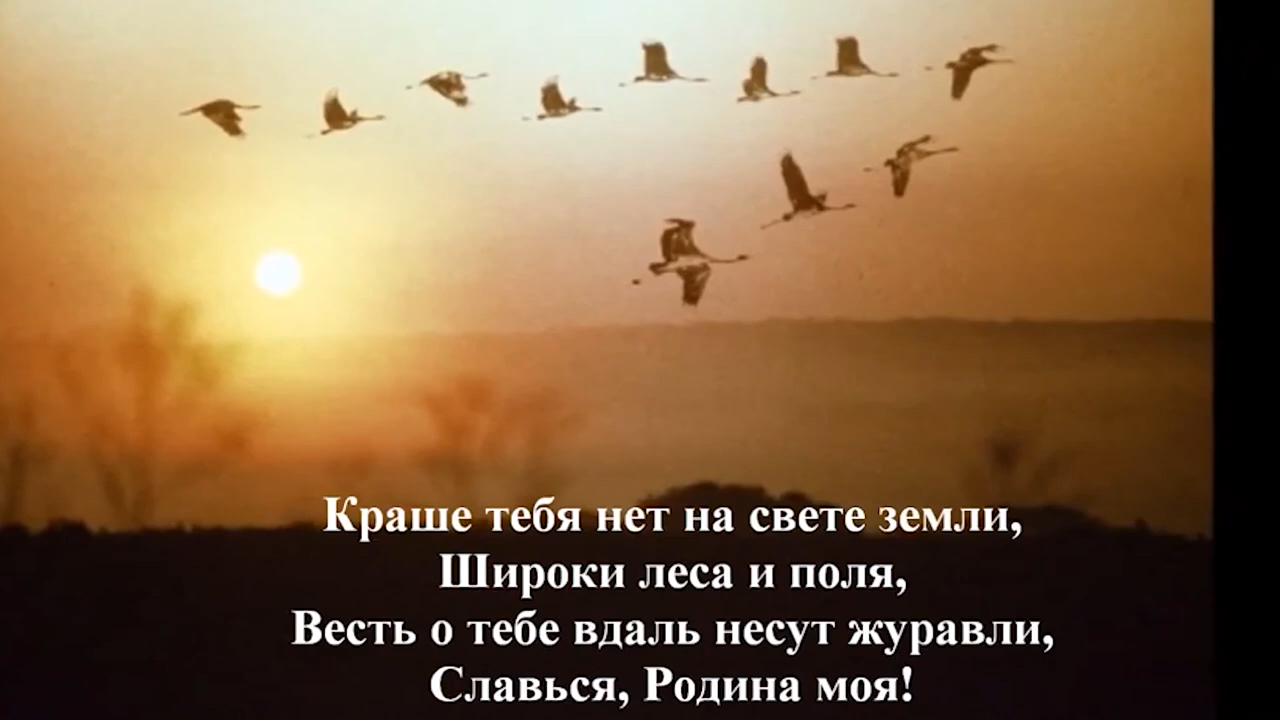 Краше тебя нет на свете земли,
Широки леса и поля,
Весть о тебе вдаль несут журавли,
Славься, Родина моя!